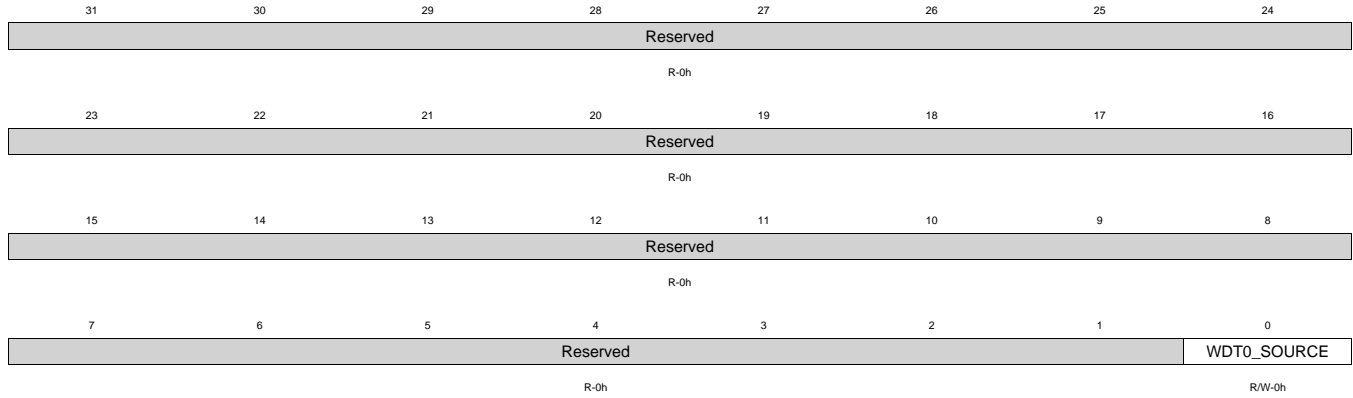 31 30 29 28 27 26 25 24
Reserved
R-0h
23 22 21 20 19 18 17 16
Reserved
R-0h
15 14 13 12 11 10 9 8
Reserved
R-0h
7 6 5 4 3 2 1 0
Reserved WDT0_SOURCE
R-0h R/W-0h